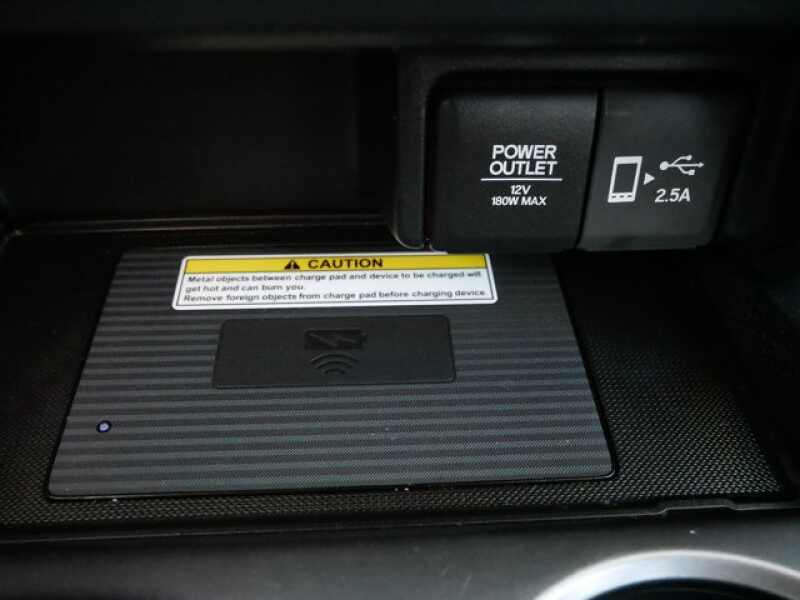 POWER
OUTLET
12V
180W MAX
2.5A
CAUTION
Metal objects between charge pad and device to be charged will
get hot and can burn you.
Remove foreign objects from charge pad before charging device.